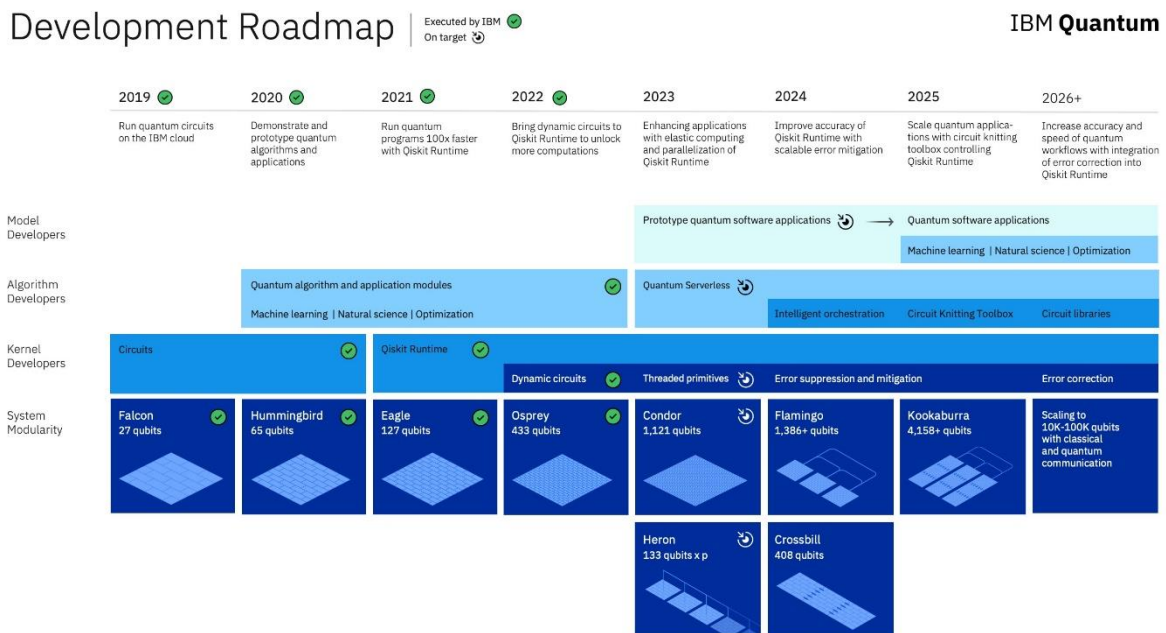 Development Roadmap
Executed by IBM
On target
IBM Quantum
2019
2020
2021
2022
2023
2024
2025
2026+
Run quantum circuits
on the IBM cloud
Demonstrate and
prototype quantum
algorithms and
applications
Run quantum
programs 100x faster
with Qiskit Runtime
Bring dynamic circuits to
Qiskit Runtime to unlock
more computations
Enhancing applications
with elastic computing
and parallelization of
Qiskit Runtime
Improve accuracy of
Qiskit Runtime with
scalable error mitigation
Scale quantum applica-
tions with circuit knitting
toolbox controlling
Qiskit Runtime
Increase accuracy and
speed of quantum
workflows with integration
of error correction into
Qiskit Runtime
Model
Developers
Prototype quantum software applications
Quantum software applications
Machine learning | Natural science | Optimization
Algorithm
Developers
Quantum algorithm and application modules
Machine learning | Natural science | Optimization
Quantum Serverless
Intelligent orchestration
Circuit Knitting Toolbox
Circuit libraries
Kernel
Developers
Circuits
Qiskit Runtime
Dynamic circuits
Threaded primitives
Error suppression and mitigation
Error correction
System
Modularity
Falcon
27 qubits
Hummingbird
65 qubits
Eagle
127 qubits
Osprey
433 qubits
Condor
1,121 qubits
Flamingo
1,386+ qubits
Kookaburra
4,158+ qubits
Scaling to
10K-100K qubits
with classical
and quantum
communication
Heron
133 qubits x p
Crossbill
408 qubits